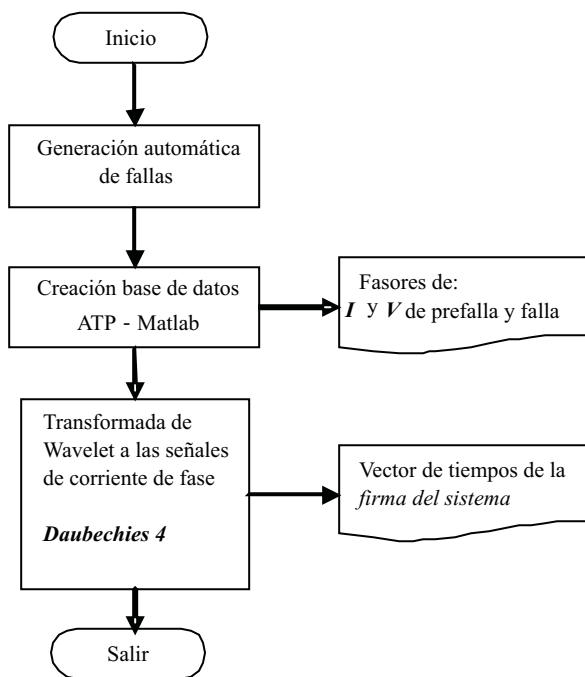 Inicio
Generación automática
de fallas
Creación base de datos
ATP - Matlab
Fasores de:
I y V de prefalla y falla
Transformada de
Wavelet a las señales
de corriente de fase
Daubechies 4
Vector de tiempos de la
firma del sistema
Salir